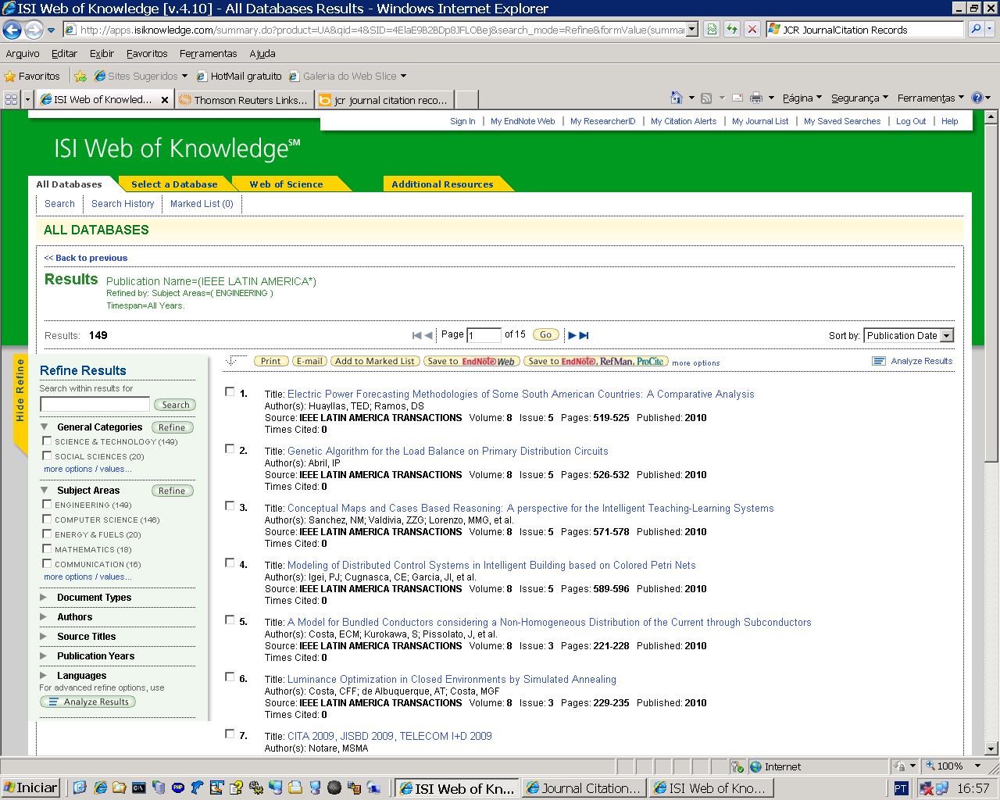 ISI Web of Knowledge [v.4.10] - All Databases Results - Windows Internet Explorer
http://apps.isiknowledge.com/summary.do?product=UA&qid=4&SID=4ElaE9B2BDp8JFLOBej&search_mode=Refine&formValue(summar
JCR JournalCitation Records
Arquivo Editar Exibir Favoritos Ferramentas Ajuda
Favoritos Sites Sugeridos HotMail gratuito Galeria do Web Slice
ISI Web of Knowled... Thomson Reuters Links... jcr journal citation reco... Página Segurança Ferramentas
Sign In | My EndNote Web | My ResearcherID | My Citation Alerts | My Journal List | My Saved Searches | Log Out | Help
ISI Web of Knowledge SM
All Databases Select a Database Web of Science Additional Resources
Search Search History Marked List (0)
ALL DATABASES
<< Back to previous
Results Publication Name=(IEEE LATIN AMERICA*)
Refined by: Subject Areas=( ENGINEERING )
Timespan=All Years.
Results: 149 Page 1 of 15 Go Sort by: Publication Date
Hide Refine
Refine Results
Search within results for
Search
General Categories Refine
SCIENCE & TECHNOLOGY (149)
SOCIAL SCIENCES (20)
more options / values...
Subject Areas Refine
ENGINEERING (149)
COMPUTER SCIENCE (146)
ENERGY & FUELS (20)
MATHEMATICS (18)
COMMUNICATION (16)
more options / values...
Document Types
Authors
Source Titles
Publication Years
Languages
For advanced refine options, use
Analyze Results
Print E-mail Add to Marked List Save to EndNote Web Save to EndNote, RefMan, ProCite more options Analyze Results
1. Title: Electric Power Forecasting Methodologies of Some South American Countries: A Comparative Analysis
Author(s): Huayllas, TED; Ramos, DS
Source: IEEE LATIN AMERICA TRANSACTIONS Volume: 8 Issue: 5 Pages: 519-525 Published: 2010
Times Cited: 0
2. Title: Genetic Algorithm for the Load Balance on Primary Distribution Circuits
Author(s): Abril, IP
Source: IEEE LATIN AMERICA TRANSACTIONS Volume: 8 Issue: 5 Pages: 526-532 Published: 2010
Times Cited: 0
3. Title: Conceptual Maps and Cases Based Reasoning: A perspective for the Intelligent Teaching-Learning Systems
Author(s): Sanchez, NM; Valdivia, ZZG; Lorenzo, MMG, et al.
Source: IEEE LATIN AMERICA TRANSACTIONS Volume: 8 Issue: 5 Pages: 571-578 Published: 2010
Times Cited: 0
4. Title: Modeling of Distributed Control Systems in Intelligent Building based on Colored Petri Nets
Author(s): Igei, PJ; Cugnasca, CE; Garcia, JI, et al.
Source: IEEE LATIN AMERICA TRANSACTIONS Volume: 8 Issue: 5 Pages: 589-596 Published: 2010
Times Cited: 0
5. Title: A Model for Bundled Conductors considering a Non-Homogeneous Distribution of the Current through Subconductors
Author(s): Costa, ECM; Kurokawa, S; Pissolato, J, et al.
Source: IEEE LATIN AMERICA TRANSACTIONS Volume: 8 Issue: 3 Pages: 221-228 Published: 2010
Times Cited: 0
6. Title: Luminance Optimization in Closed Environments by Simulated Annealing
Author(s): Costa, CFF; de Albuquerque, AT; Costa, MGF
Source: IEEE LATIN AMERICA TRANSACTIONS Volume: 8 Issue: 3 Pages: 229-235 Published: 2010
Times Cited: 0
7. Title: CITA 2009, JISBD 2009, TELECOM I+D 2009
Author(s): Notare, MSMA
Internet 100%
Iniciar ISI Web of Kn... Journal Citation... ISI Web of Kno... PT 16:57